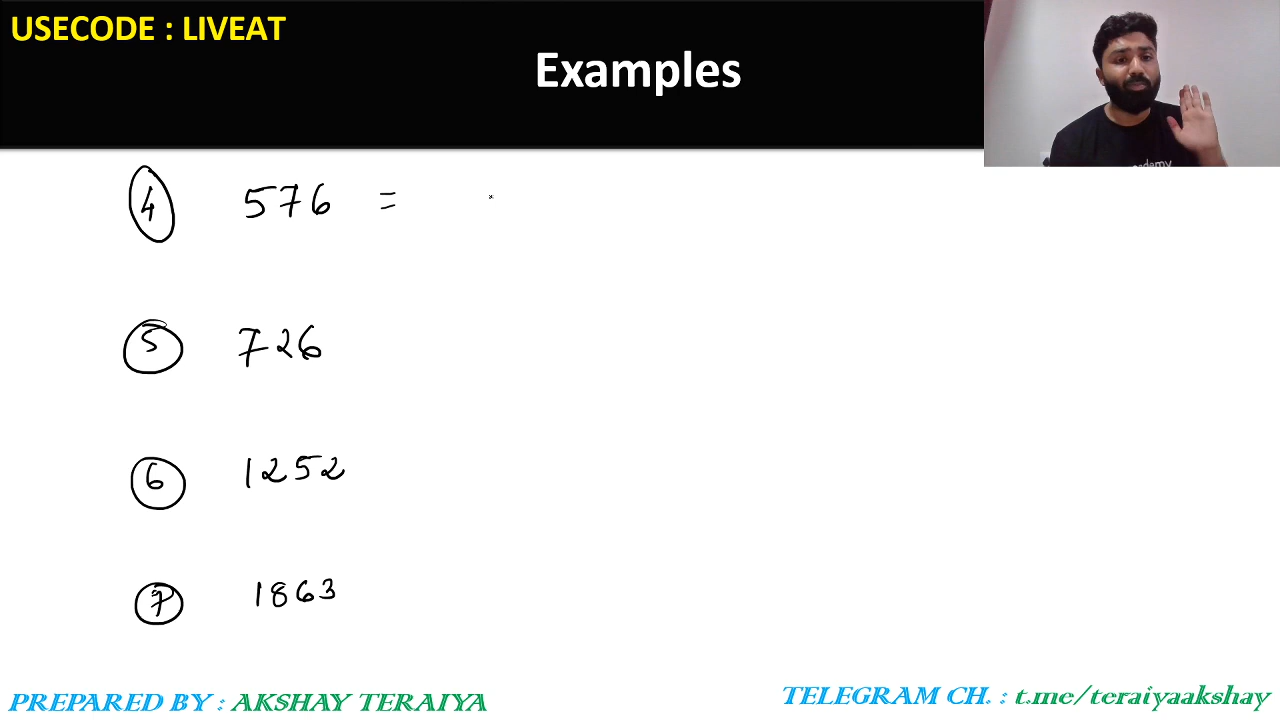 USECODE : LIVEAT
Examples
4 576 =
5 726
6 1252
7 1863
PREPARED BY : AKSHAY TERAIYA
TELEGRAM CH. : t.me/teraiyaakshay